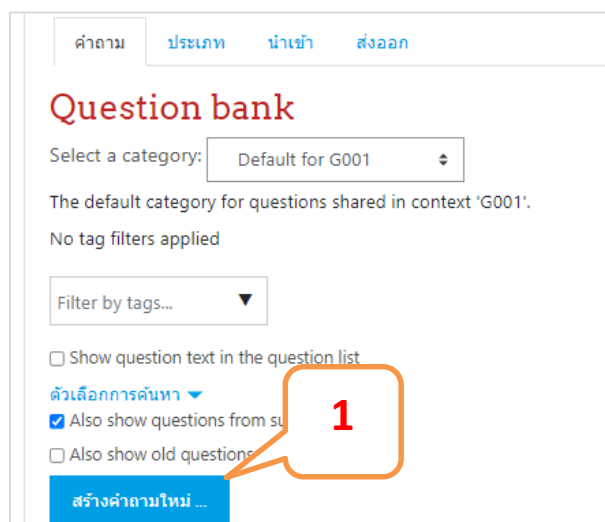 คำถาม ประเภท นำเข้า ส่งออก
Question bank
Select a category: Default for G001
The default category for questions shared in context 'G001'.
No tag filters applied
Filter by tags...
Show question text in the question list
ตัวเลือกการค้นหา
Also show questions from
1
Also show old questions
สร้างคำถามใหม่ ...